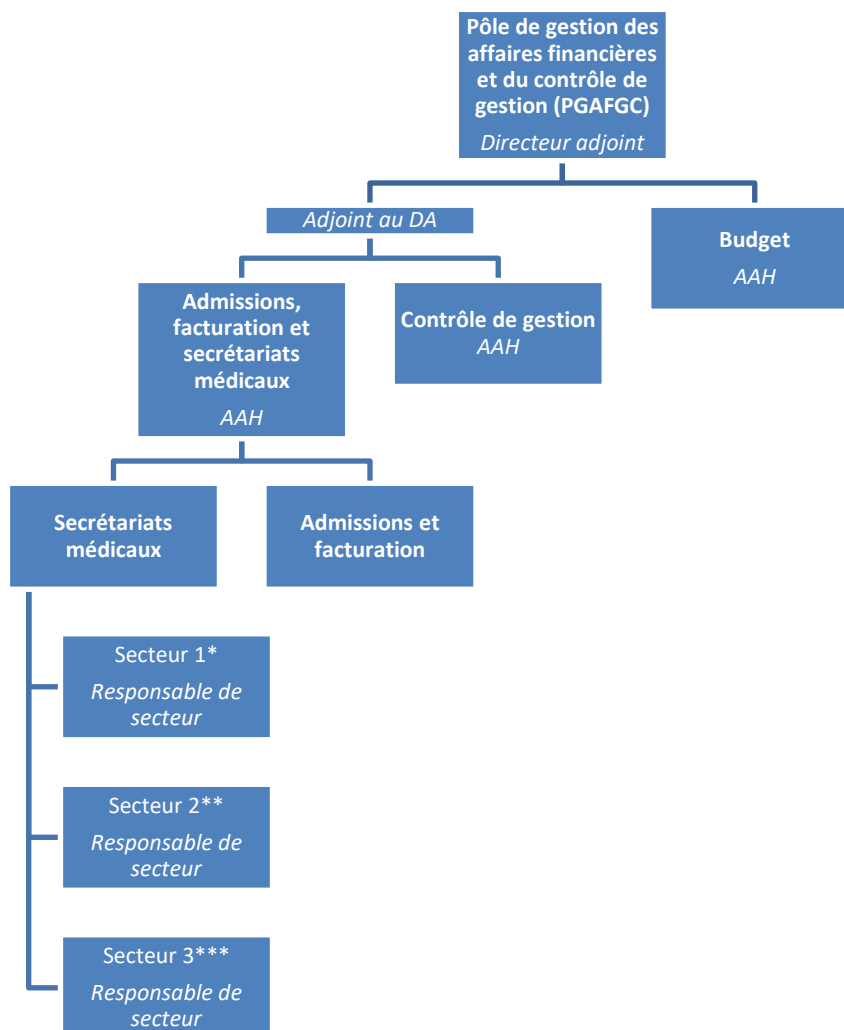 Pôle de gestion des
affaires financières
et du contrôle de
gestion (PGAFGC)
Directeur adjoint
Adjoint au DA
Budget
AAH
Admissions,
facturation et
secrétariats
médicaux
AAH
Contrôle de gestion
AAH
Secrétariats
médicaux
Admissions et
facturation
Secteur 1*
Responsable de
secteur
Secteur 2**
Responsable de
secteur
Secteur 3***
Responsable de
secteur